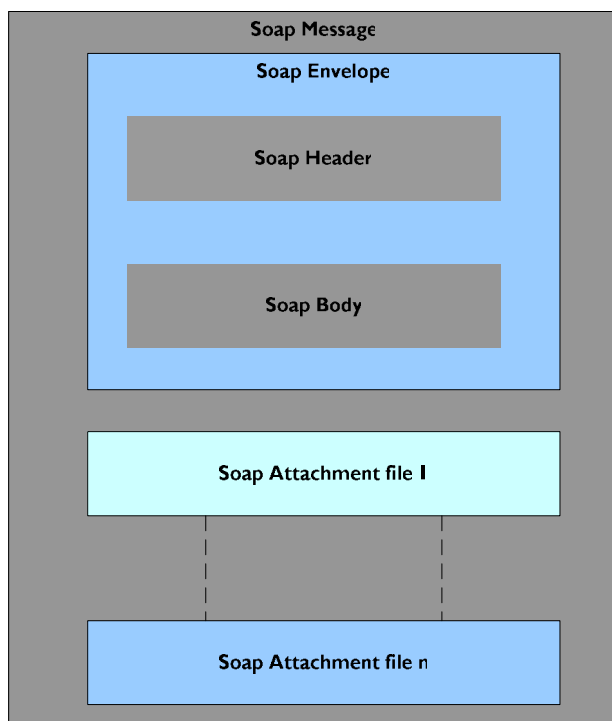 Soap Message
Soap Envelope
Soap Header
Soap Body
Soap Attachment file 1
Soap Attachment file n